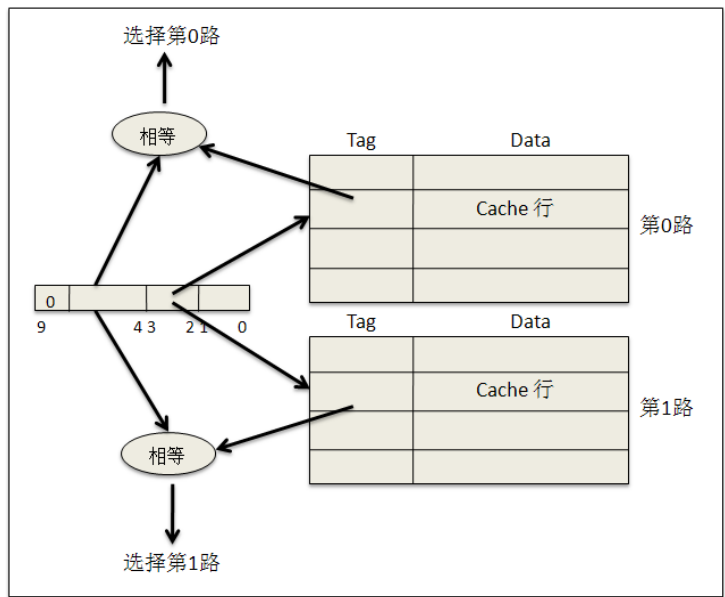 选择第0路
相等
Tag Data
Cache 行
第0路
0
9 4 3 2 1 0
Tag Data
Cache 行
第1路
相等
选择第1路